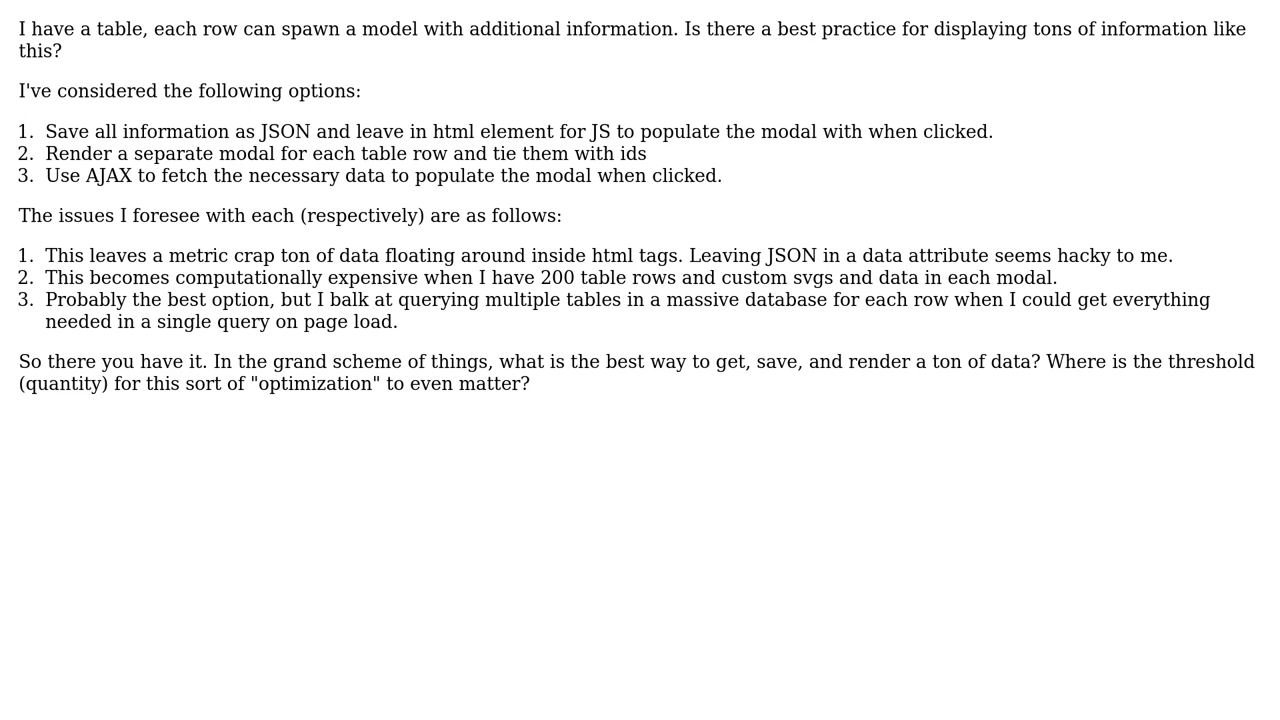 I have a table, each row can spawn a model with additional information. Is there a best practice for displaying tons of information like
this?
I've considered the following options:
1. Save all information as JSON and leave in html element for JS to populate the modal with when clicked.
2. Render a separate modal for each table row and tie them with ids
3. Use AJAX to fetch the necessary data to populate the modal when clicked.
The issues I foresee with each (respectively) are as follows:
1. This leaves a metric crap ton of data floating around inside html tags. Leaving JSON in a data attribute seems hacky to me.
2. This becomes computationally expensive when I have 200 table rows and custom svgs and data in each modal.
3. Probably the best option, but I balk at querying multiple tables in a massive database for each row when I could get everything
needed in a single query on page load.
So there you have it. In the grand scheme of things, what is the best way to get, save, and render a ton of data? Where is the threshold
(quantity) for this sort of "optimization" to even matter?